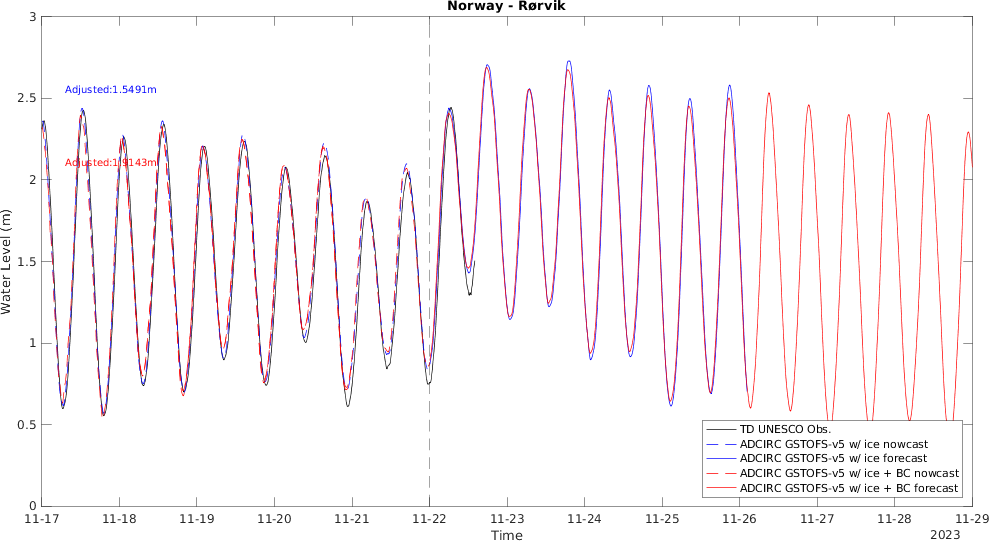 Norway - Rørvik
3
2.5
2
1.5
1
0.5
0
Water Level (m)
Adjusted:1.5491m
Adjusted:1.9143m
TD UNESCO Obs.
ADCIRC GSTOFS-v5 w/ ice nowcast
ADCIRC GSTOFS-v5 w/ ice forecast
ADCIRC GSTOFS-v5 w/ ice + BC nowcast
ADCIRC GSTOFS-v5 w/ ice + BC forecast
11-17 11-18 11-19 11-20 11-21 11-22 11-23 11-24 11-25 11-26 11-27 11-28 11-29
Time
2023